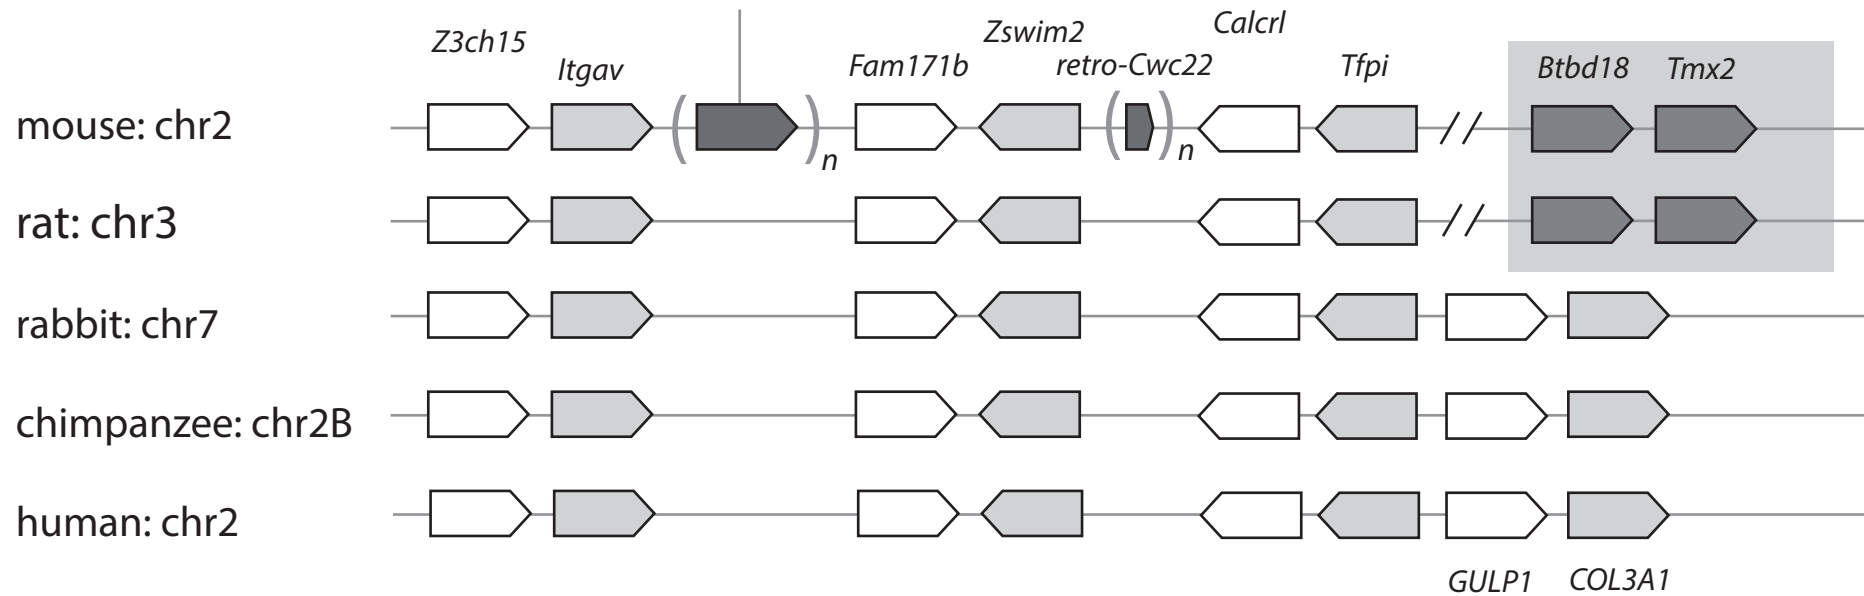 Z3ch15
Itgav
Fam171b
Zswim2
retro-Cwc22
Calcrl
Tfpi
Btbd18
Tmx2
mouse: chr2
( )n
( )n
//
rat: chr3
//
rabbit: chr7
chimpanzee: chr2B
human: chr2
GULP1
COL3A1